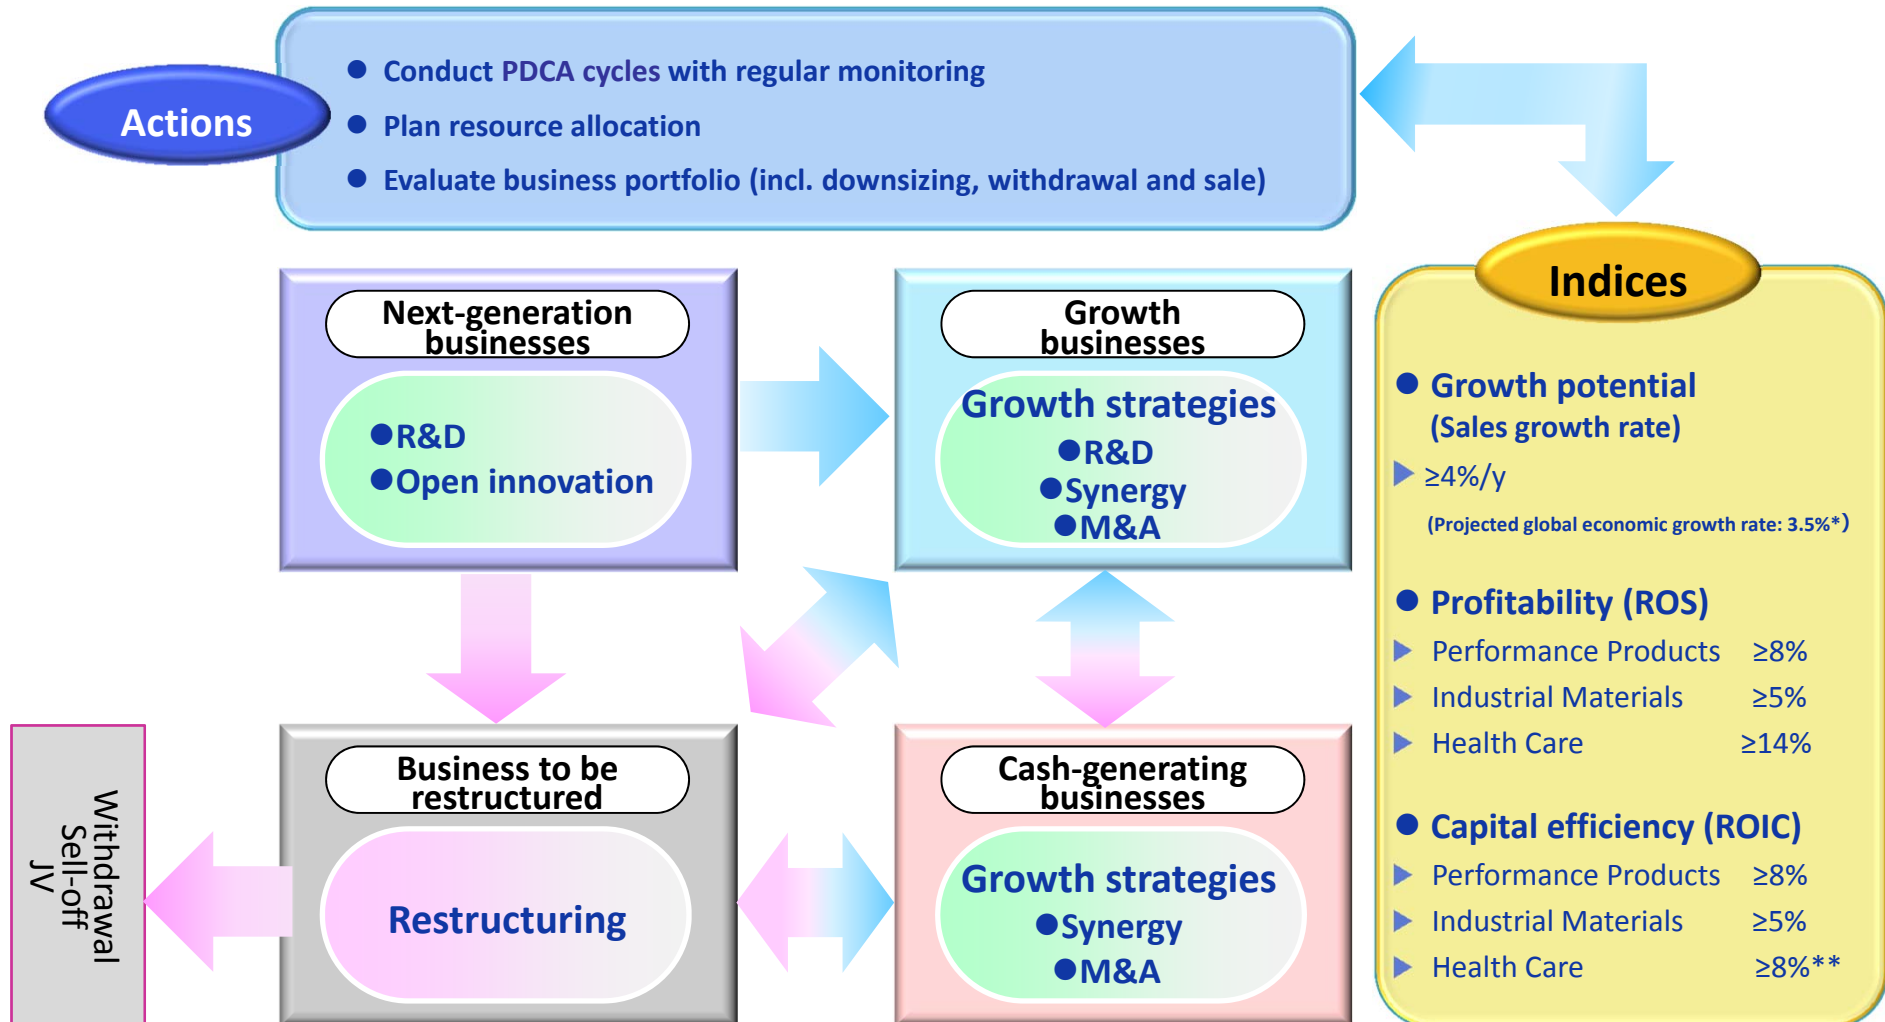 Actions
● Conduct PDCA cycles with regular monitoring
● Plan resource allocation
● Evaluate business portfolio (incl. downsizing, withdrawal and sale)
Next-generation
businesses
●R&D
●Open innovation
Growth
businesses
Growth strategies
●R&D
●Synergy
●M&A
Business to be
restructured
Restructuring
Cash-generating
businesses
Growth strategies
●Synergy
●M&A
Withdrawal
Sell-off
JV
Indices
● Growth potential
(Sales growth rate)
▶ ≥4%/y
(Projected global economic growth rate: 3.5%*)
● Profitability (ROS)
▶ Performance Products ≥8%
▶ Industrial Materials ≥5%
▶ Health Care ≥14%
● Capital efficiency (ROIC)
▶ Performance Products ≥8%
▶ Industrial Materials ≥5%
▶ Health Care ≥8%**